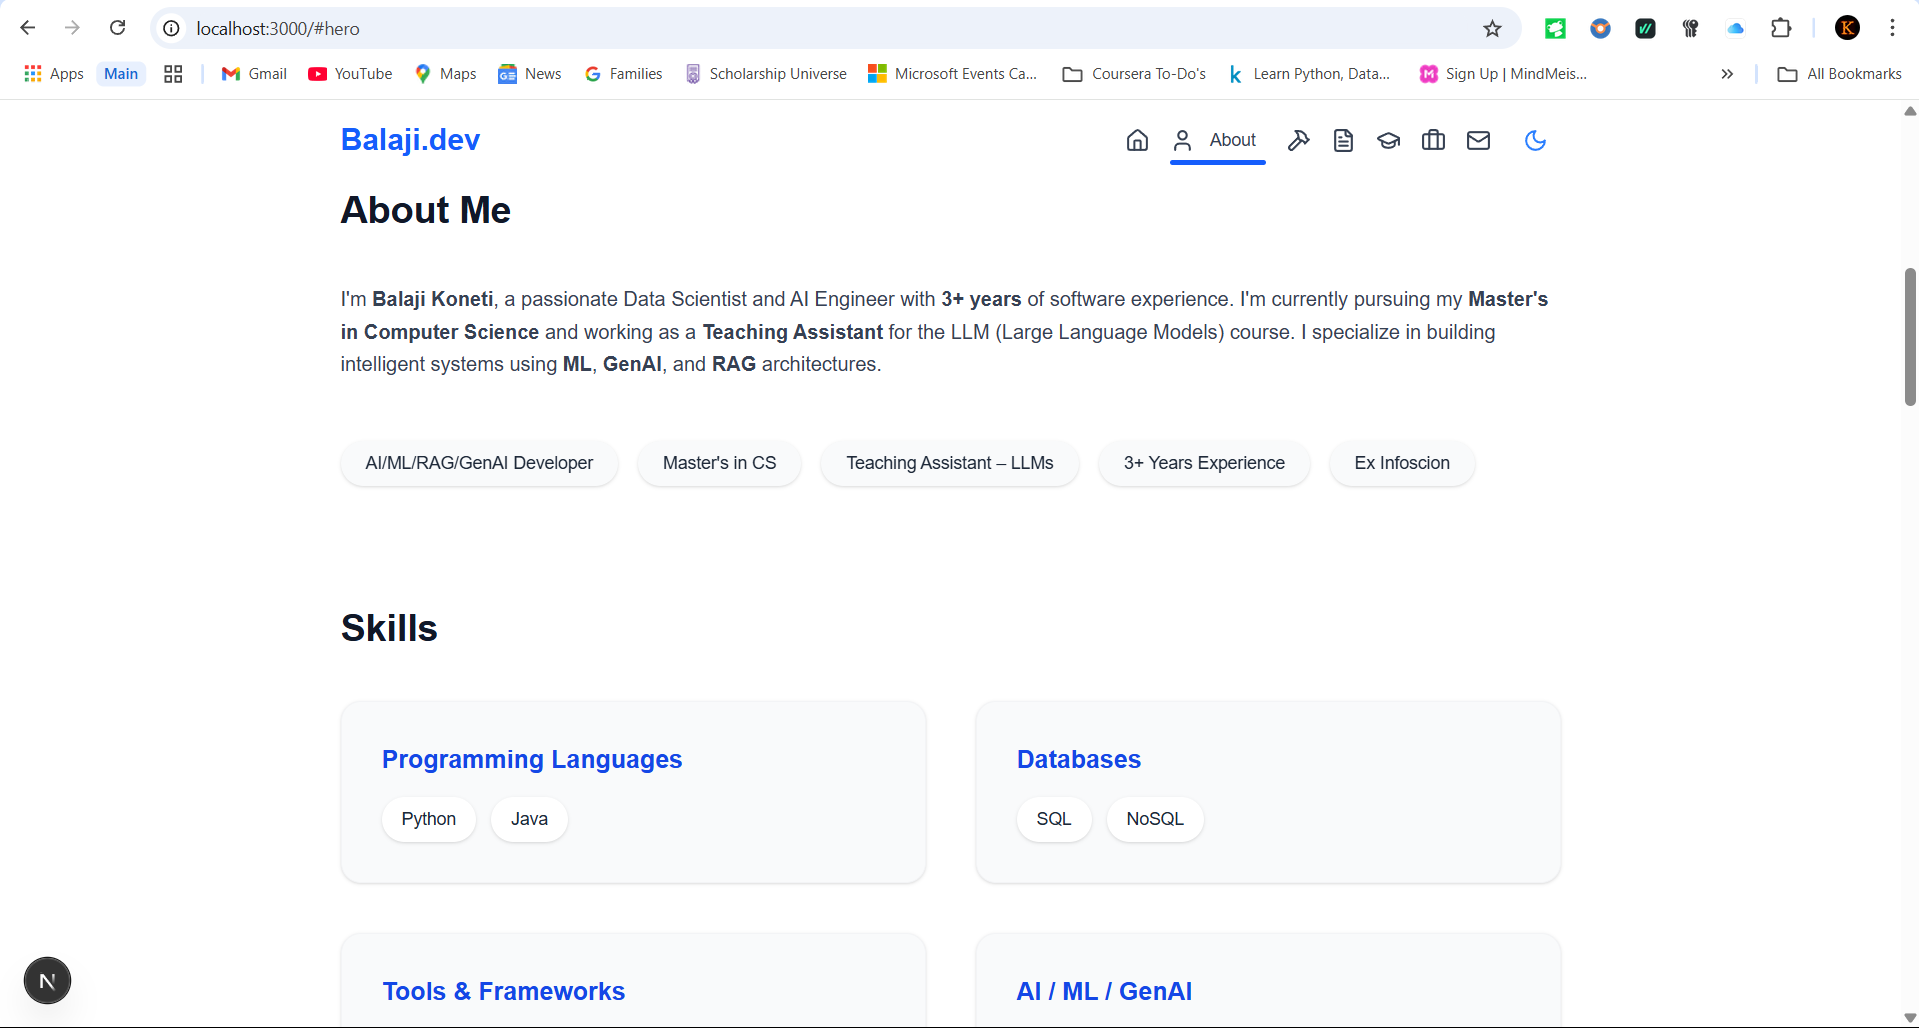 localhost:3000/#hero
K
Apps
Main
Gmail
YouTube
Maps
News
Families
Scholarship Universe
Microsoft Events Ca...
Coursera To-Do's
Learn Python, Data...
Sign Up | MindMeis...
All Bookmarks
Balaji.dev
About
About Me
I'm Balaji Koneti, a passionate Data Scientist and AI Engineer with 3+ years of software experience. I'm currently pursuing my Master's
in Computer Science and working as a Teaching Assistant for the LLM (Large Language Models) course. I specialize in building
intelligent systems using ML, GenAI, and RAG architectures.
AI/ML/RAG/GenAI Developer
Master's in CS
Teaching Assistant – LLMs
3+ Years Experience
Ex Infoscion
Skills
Programming Languages
Python
Java
Databases
SQL
NoSQL
Tools & Frameworks
AI / ML / GenAI
N